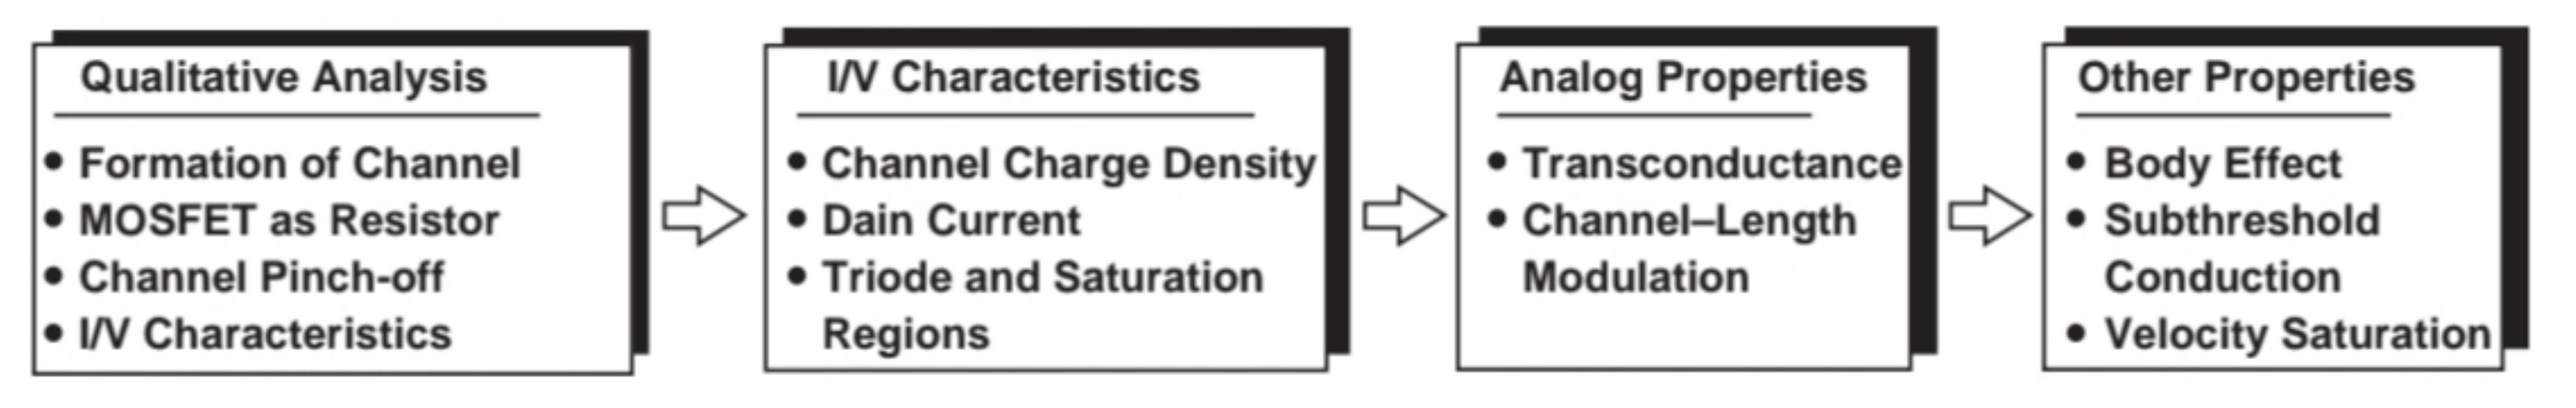 Qualitative Analysis
• Formation of Channel
• MOSFET as Resistor
• Channel Pinch-off
• I/V Characteristics
I/V Characteristics
• Channel Charge Density
• Dain Current
• Triode and Saturation
Regions
Analog Properties
• Transconductance
• Channel–Length
Modulation
Other Properties
• Body Effect
• Subthreshold
Conduction
• Velocity Saturation